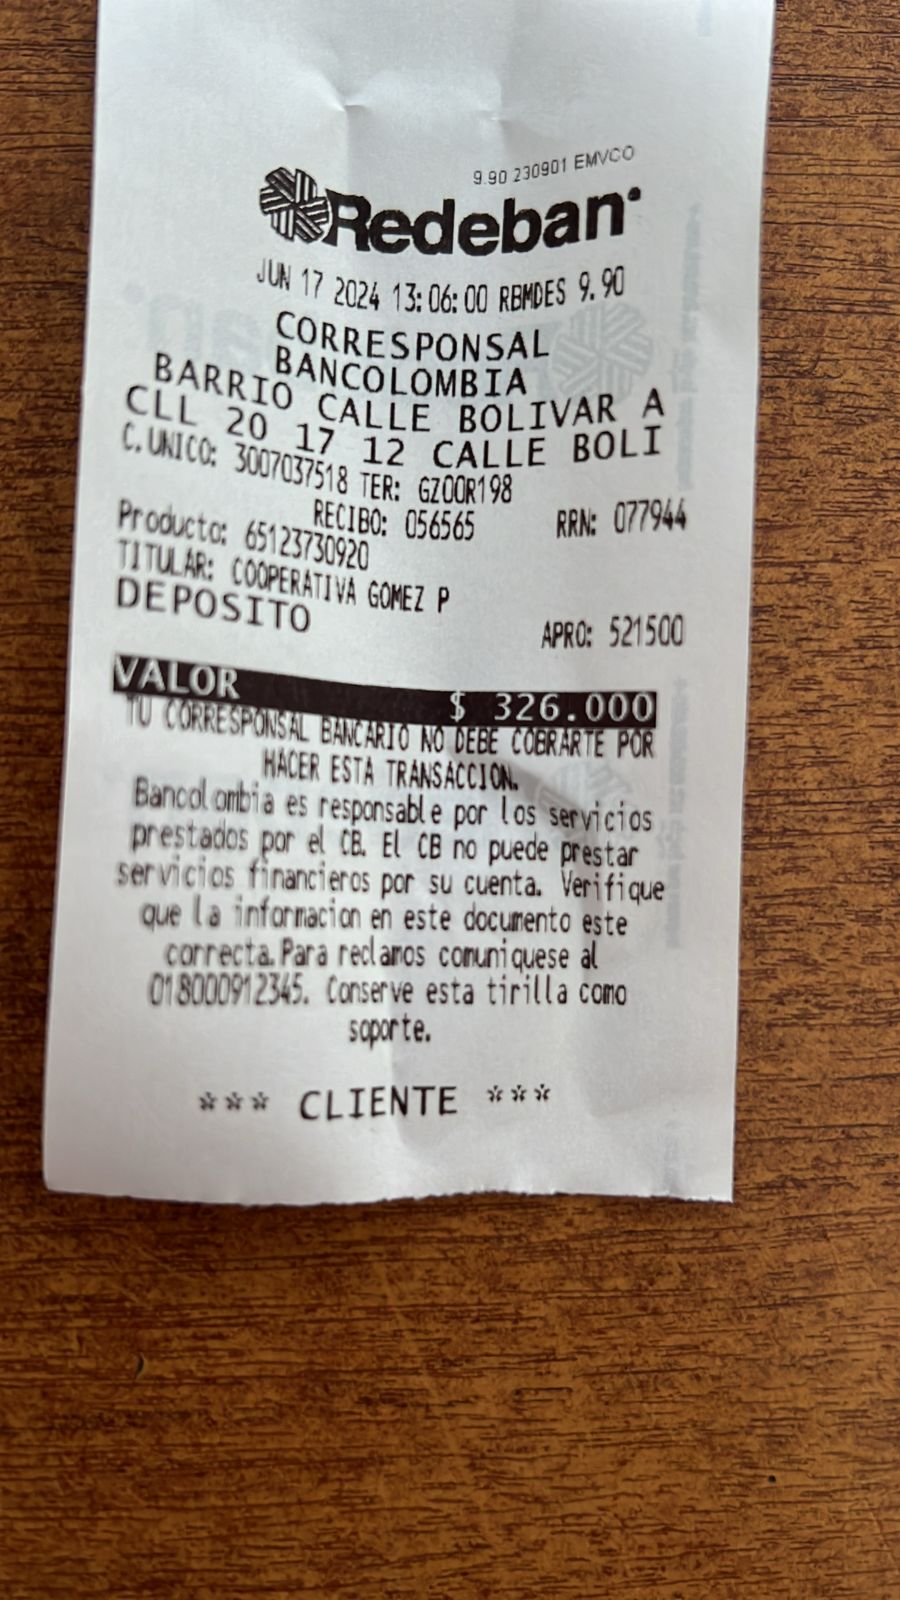 9.90 230901 EMVCO
Redeban
JUN 17 2024 13:06:00 RBMDES 9.90
CORRESPONSAL
BANCOLOMBIA
BARRIO CALLE BOLIVAR A
CLL 20 17 12 CALLE BOLI
C.UNICO: 3007037518 TER: GZOOR198
RECIBO: 056565 RRN: 077944
Producto: 65123730920
TITULAR: COOPERATIVA GOMEZ P
DEPOSITO
APRO: 521500
VALOR $ 326.000
TU CORRESPONSAL BANCARIO NO DEBE COBRARTE POR
HACER ESTA TRANSACCION.
Bancolombia es responsable por los servicios
prestados por el CB. El CB no puede prestar
servicios financieros por su cuenta. Verifique
que la informacion en este documento este
correcta.Para reclamos comuniquese al
018000912345. Conserve esta tirilla como
soporte.
*** CLIENTE ***